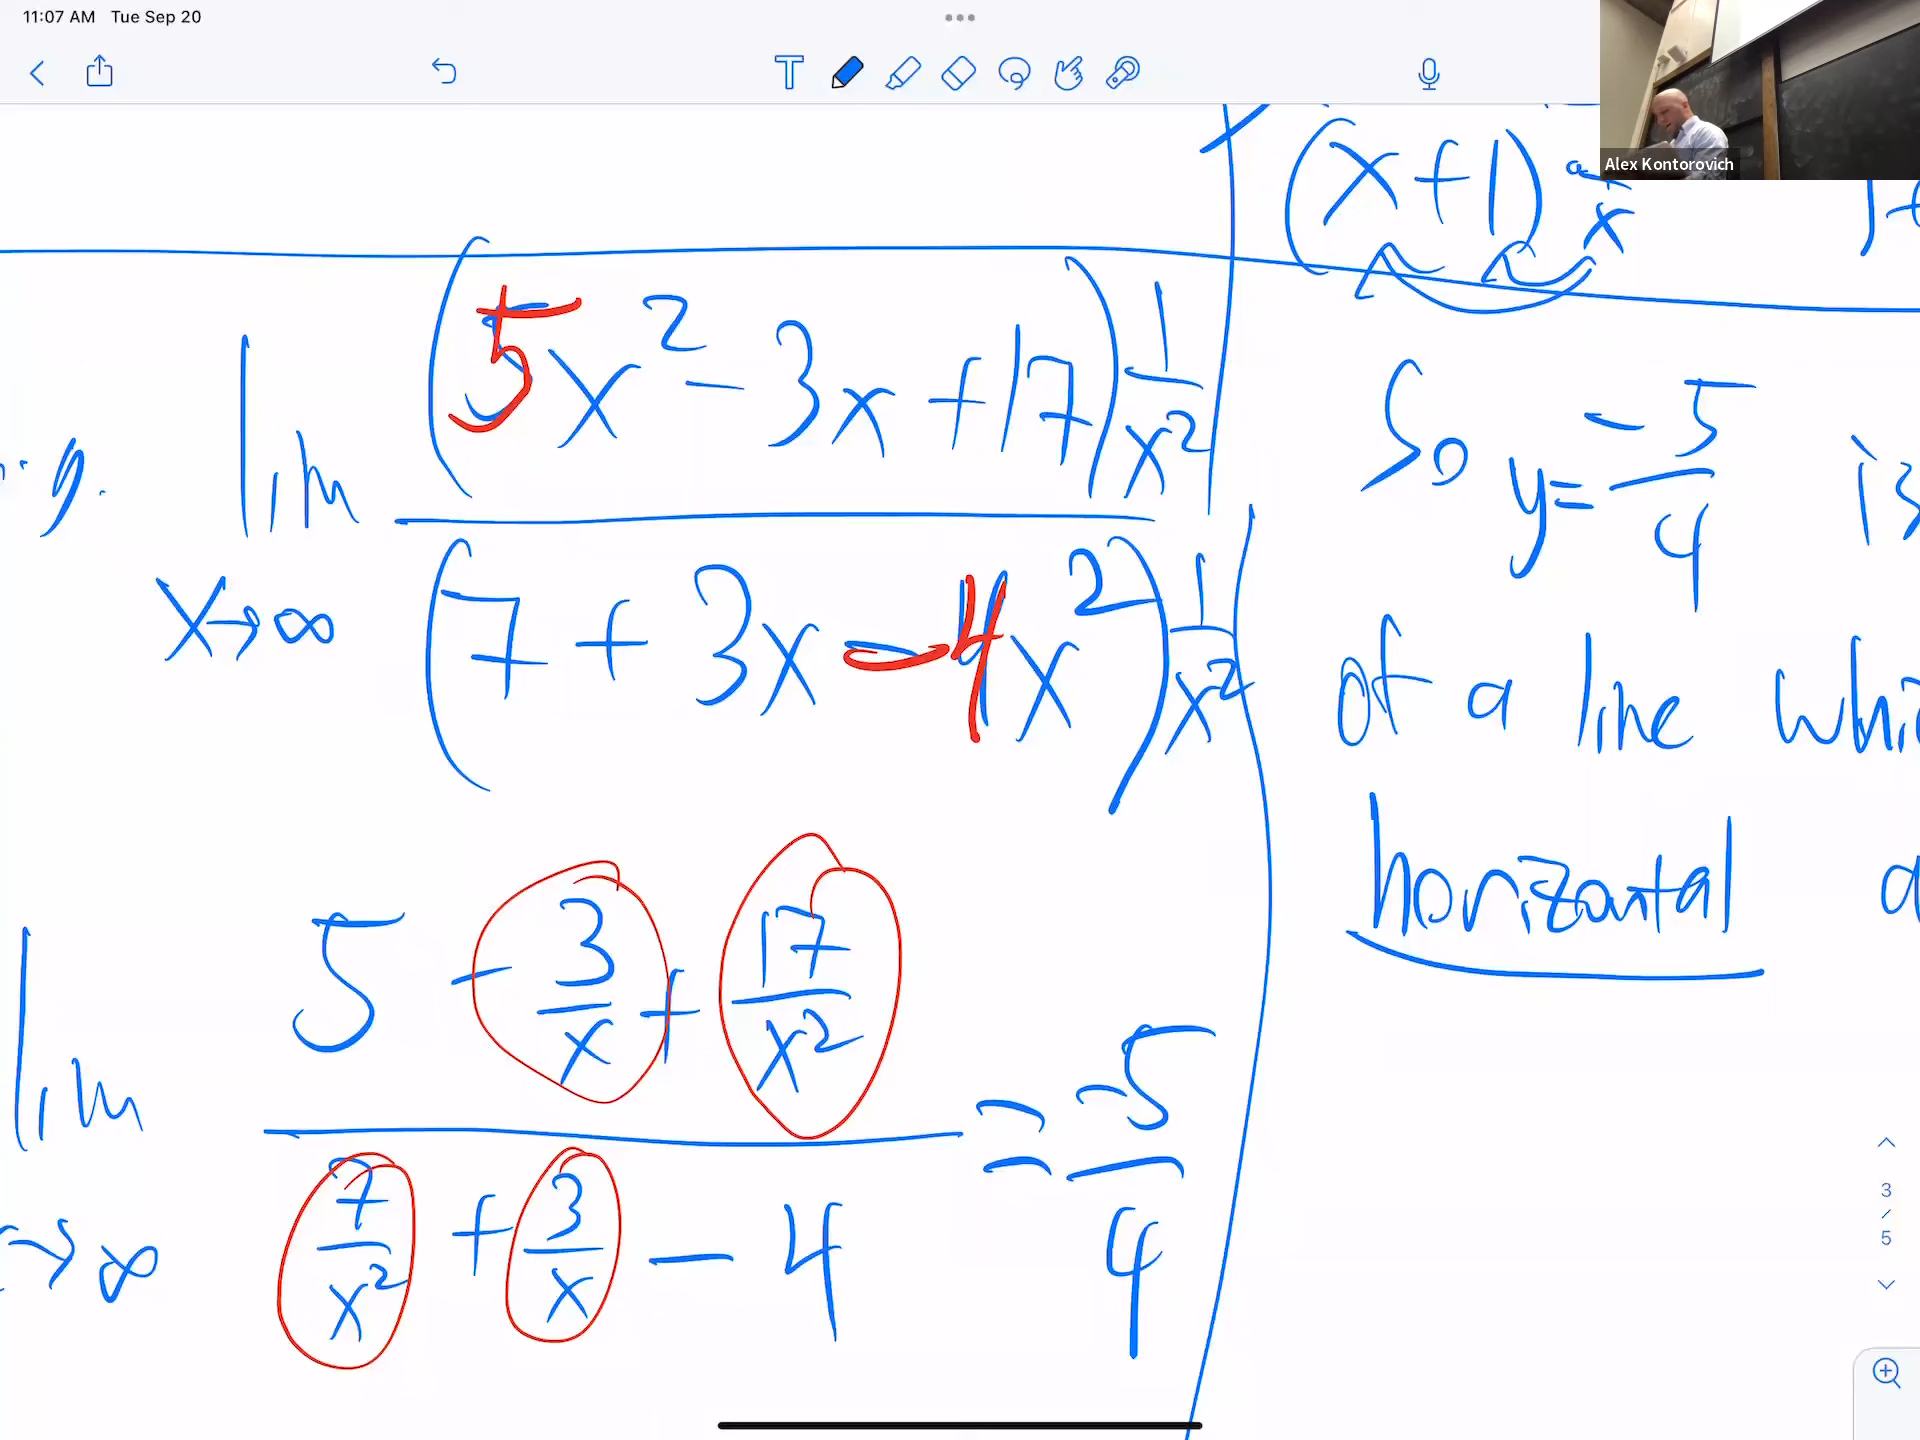 11:07 AM Tue Sep 20
Alex Kontorovich
(x+1) 1/x
lim x→∞ (5x² - 3x + 17) 1/x²
(7 + 3x - 4x²) 1/x²
lim →∞ 5 - 3/x + 17/x²
7/x² + 3/x - 4
= -5/4
So y = -5/4 is
of a line
horizontal
3
/
5